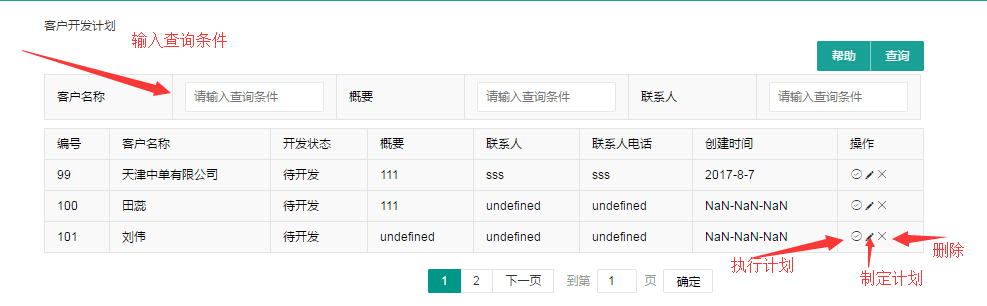 客户开发计划
输入查询条件
帮助 查询
客户名称 请输入查询条件 概要 请输入查询条件 联系人 请输入查询条件
编号 客户名称 开发状态 概要 联系人 联系人电话 创建时间 操作
99 天津中单有限公司 待开发 111 sss sss 2017-8-7
100 田蕊 待开发 111 undefined undefined NaN-NaN-NaN
101 刘伟 待开发 undefined undefined undefined NaN-NaN-NaN
删除
执行计划
制定计划
1 2 下一页 到第 1 页 确定